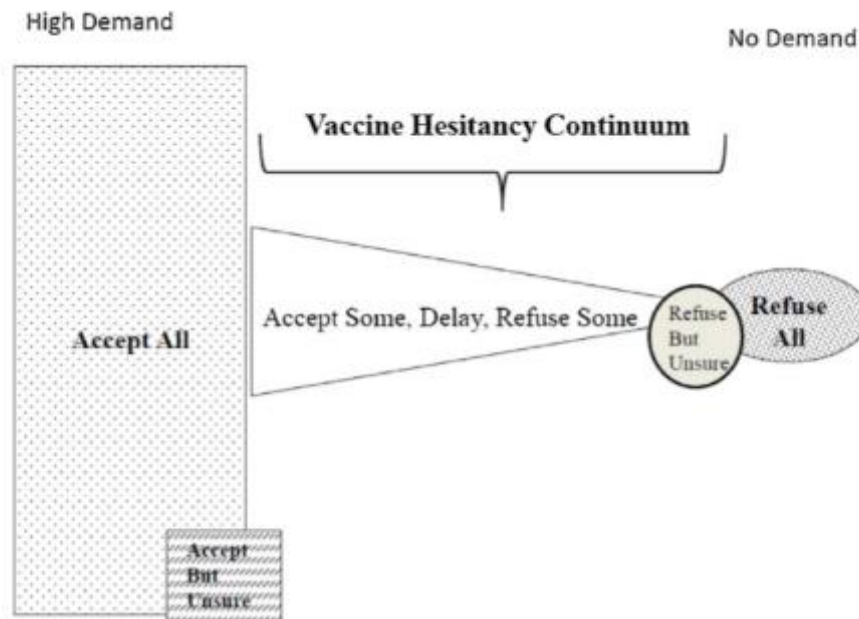 High Demand
No Demand
Vaccine Hesitancy Continuum
Accept All
Accept Some, Delay, Refuse Some
Refuse
But
Unsure
Refuse
All
Accept
But
Unsure